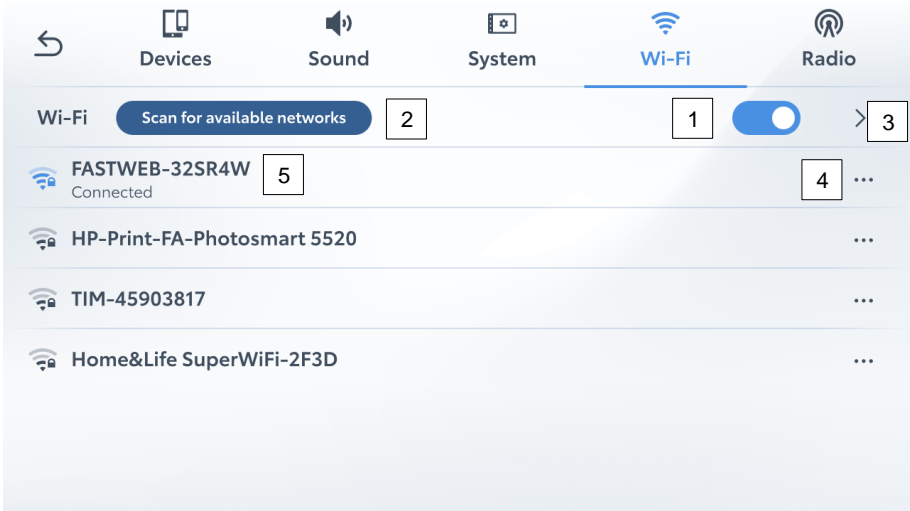 Devices
Sound
System
Wi-Fi
Radio
Wi-Fi
Scan for available networks
2
1
3
FASTWEB-32SR4W
Connected
5
4
HP-Print-FA-Photosmart 5520
TIM-45903817
Home&Life SuperWiFi-2F3D